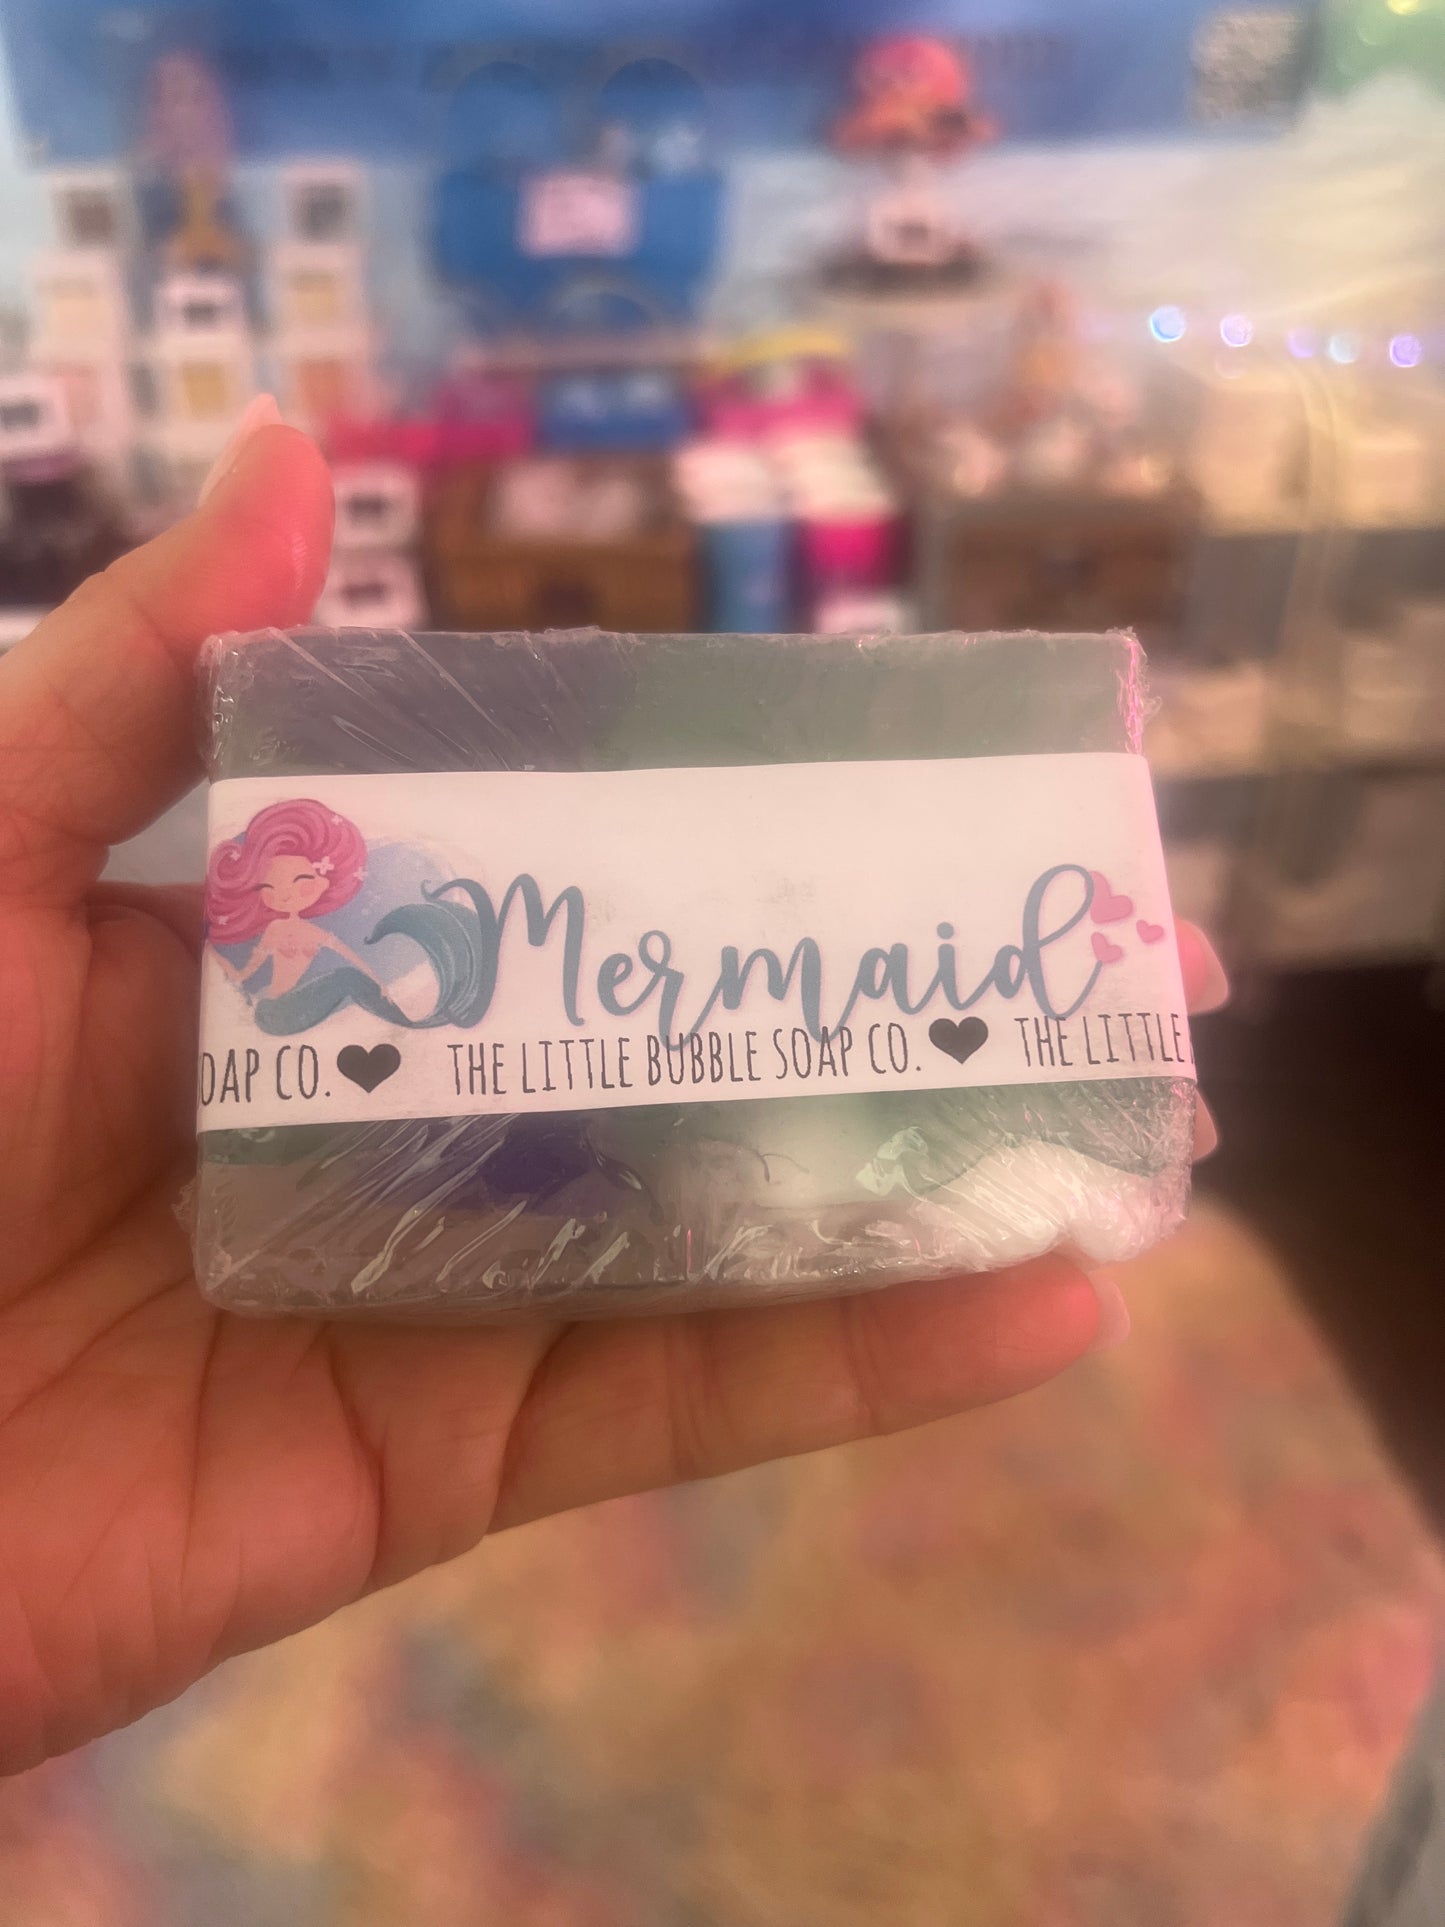 Mermaid
OAP CO. ♥ THE LITTLE BUBBLE SOAP CO. ♥ THE LITTLE